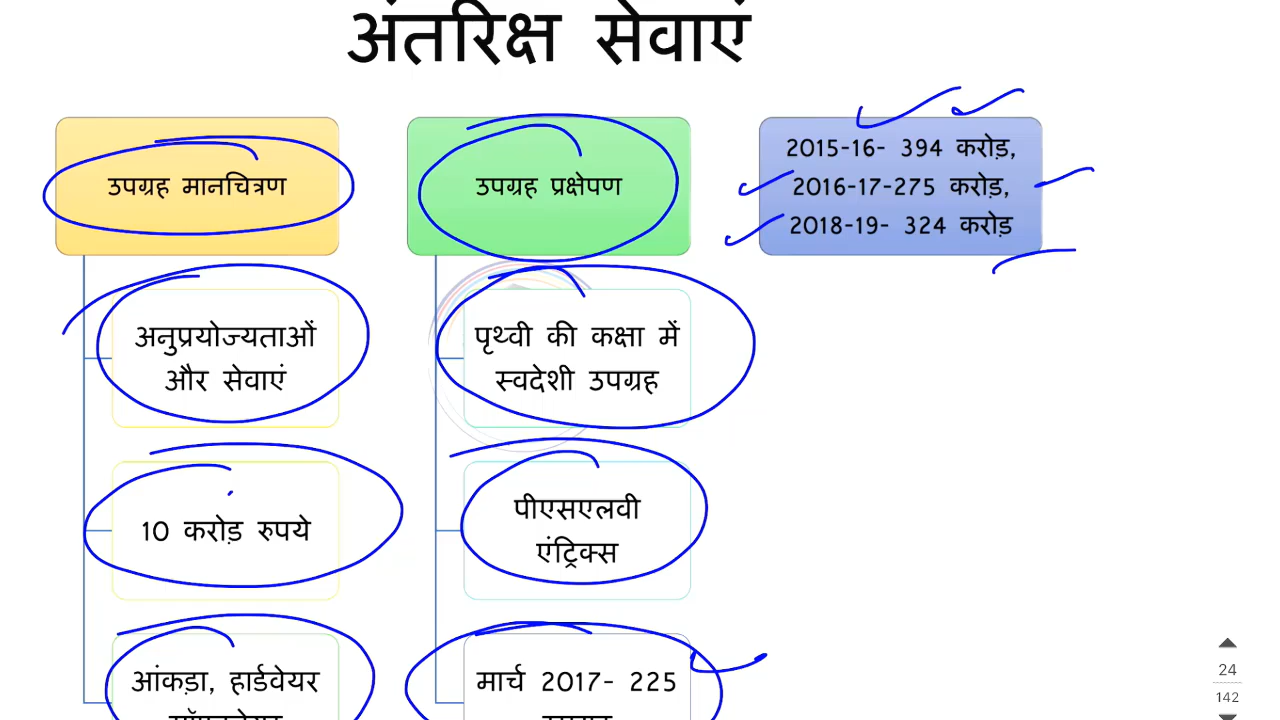 अंतरिक्ष सेवाएं
उपग्रह मानचित्रण
अनुप्रयोज्यताओं
और सेवाएं
10 करोड़ रुपये
आंकड़ा, हार्डवेयर
उपग्रह प्रक्षेपण
पृथ्वी की कक्षा में
स्वदेशी उपग्रह
पीएसएलवी
एंट्रिक्स
मार्च 2017- 225
2015-16- 394 करोड़,
2016-17-275 करोड़,
2018-19- 324 करोड़
24
142